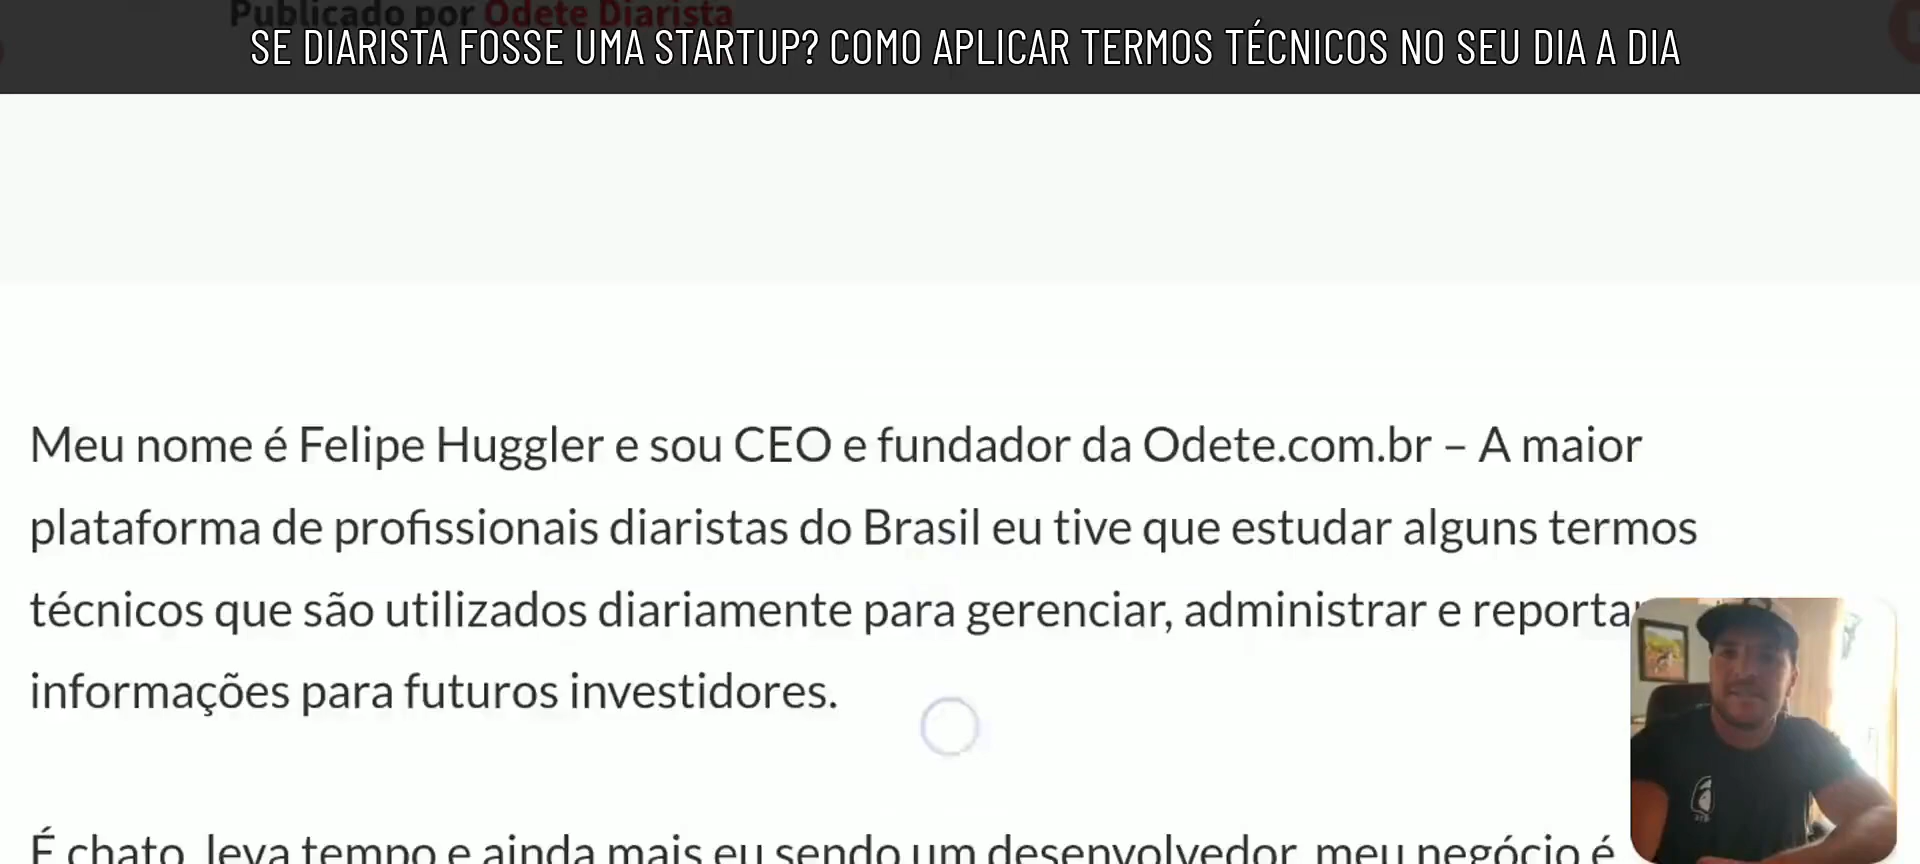 Publicado por Odete Diarista
SE DIARISTA FOSSE UMA STARTUP? COMO APLICAR TERMOS TÉCNICOS NO SEU DIA A DIA
Meu nome é Felipe Huggler e sou CEO e fundador da Odete.com.br – A maior
plataforma de profissionais diaristas do Brasil eu tive que estudar alguns termos
técnicos que são utilizados diariamente para gerenciar, administrar e reportar
informações para futuros investidores.
É chato, leva tempo e ainda mais eu sendo um desenvolvedor, meu negócio é